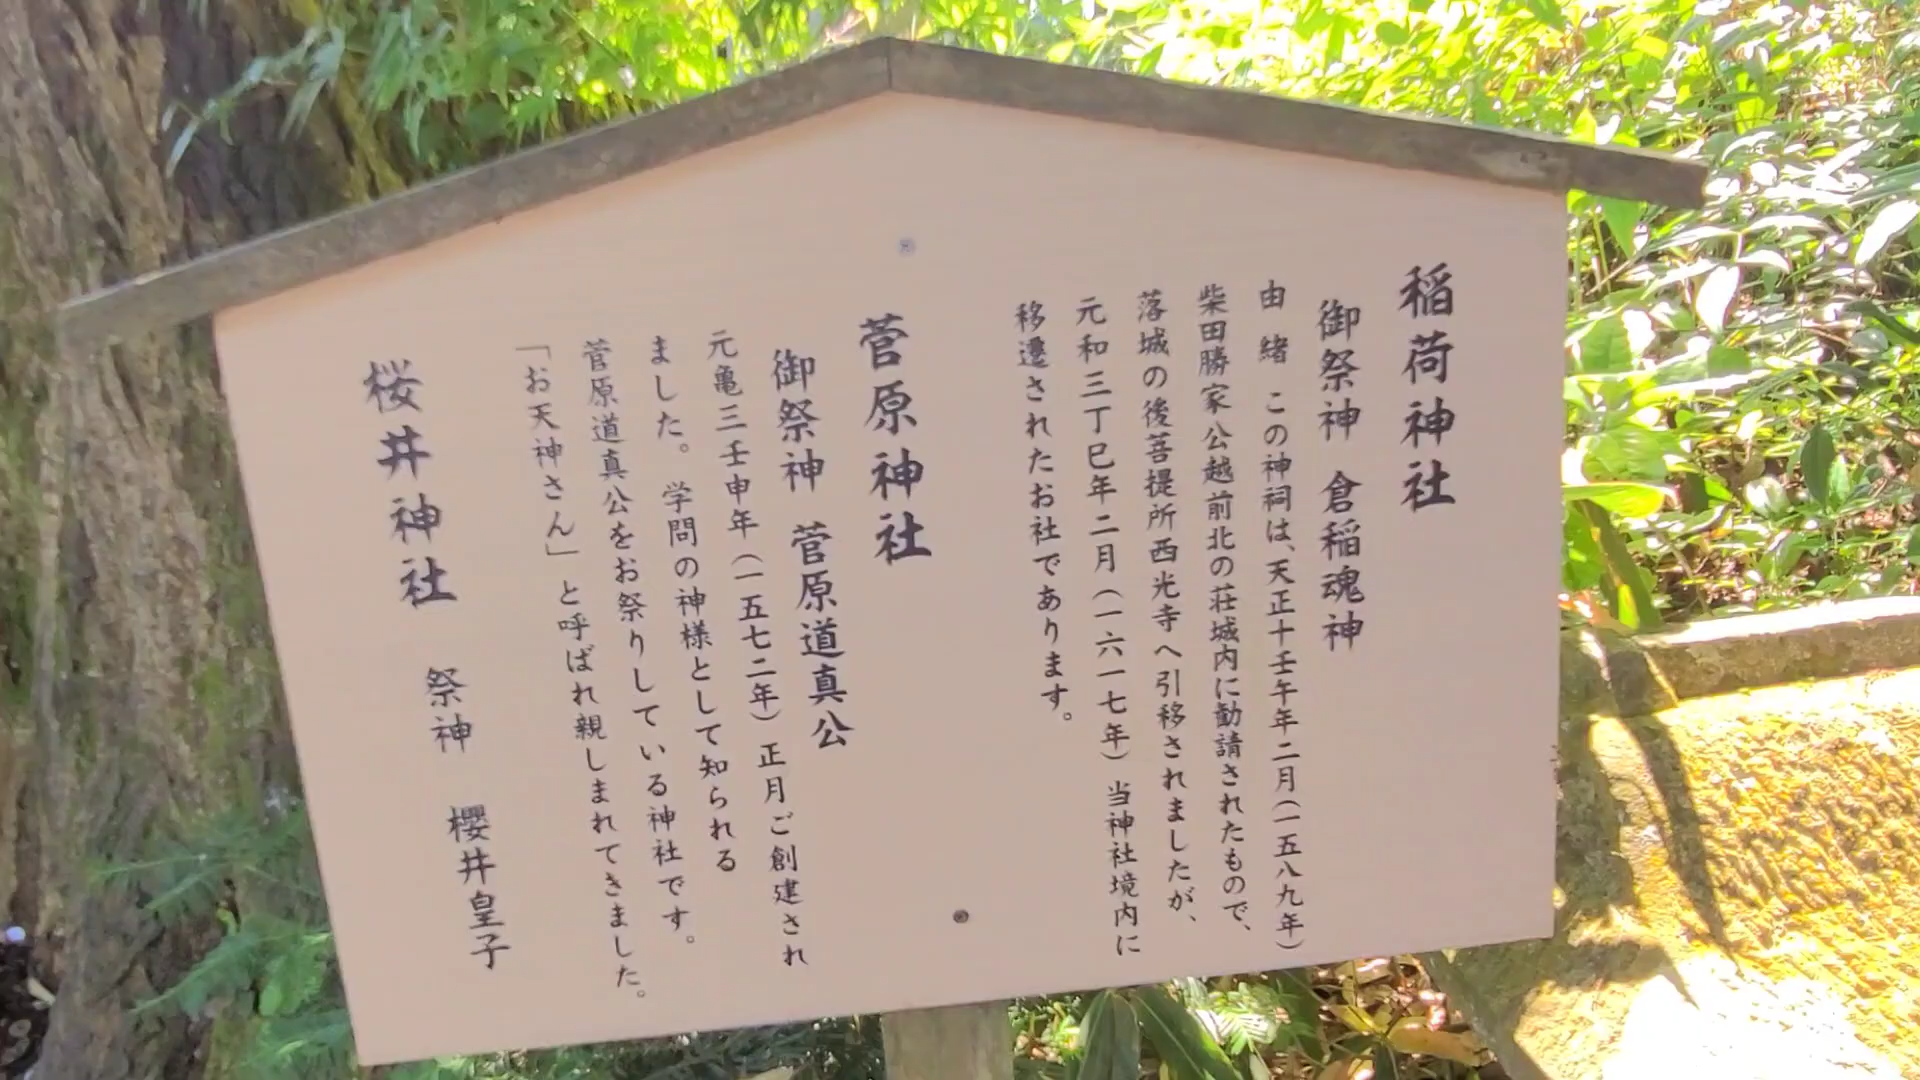 稲荷神社
御祭神 倉稲魂神
由緒 この神祠は、天正十壬午年二月(一五八九年)
柴田勝家公越前北の荘城内に勧請されたもので、
落城の後菩提所西光寺へ引移されましたが、
元和三丁巳年二月(一六一七年)当神社境内に
移遷されたお社であります。
菅原神社
御祭神 菅原道真公
元亀三壬申年(一五七二年)正月ご創建され
ました。学問の神様として知られる
菅原道真公をお祭りしている神社です。
「お天神さん」と呼ばれ親しまれてきました。
桜井神社 祭神 櫻井皇子